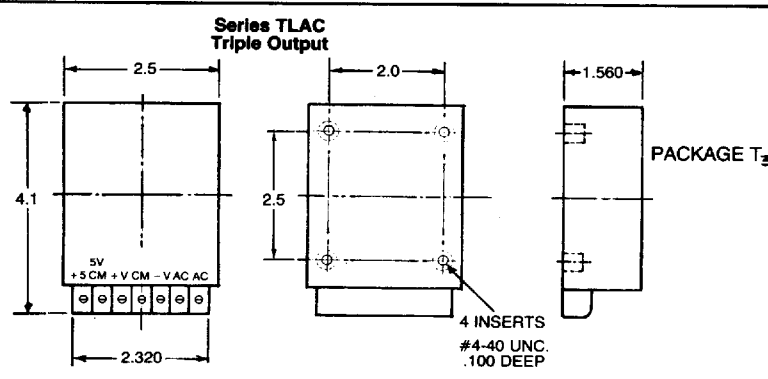 Series TLAC
Triple Output
2.5
2.0
1.560
4.1
2.5
PACKAGE T3
5V
+ 5 CM + V CM − V AC AC
2.320
4 INSERTS
#4-40 UNC.
.100 DEEP